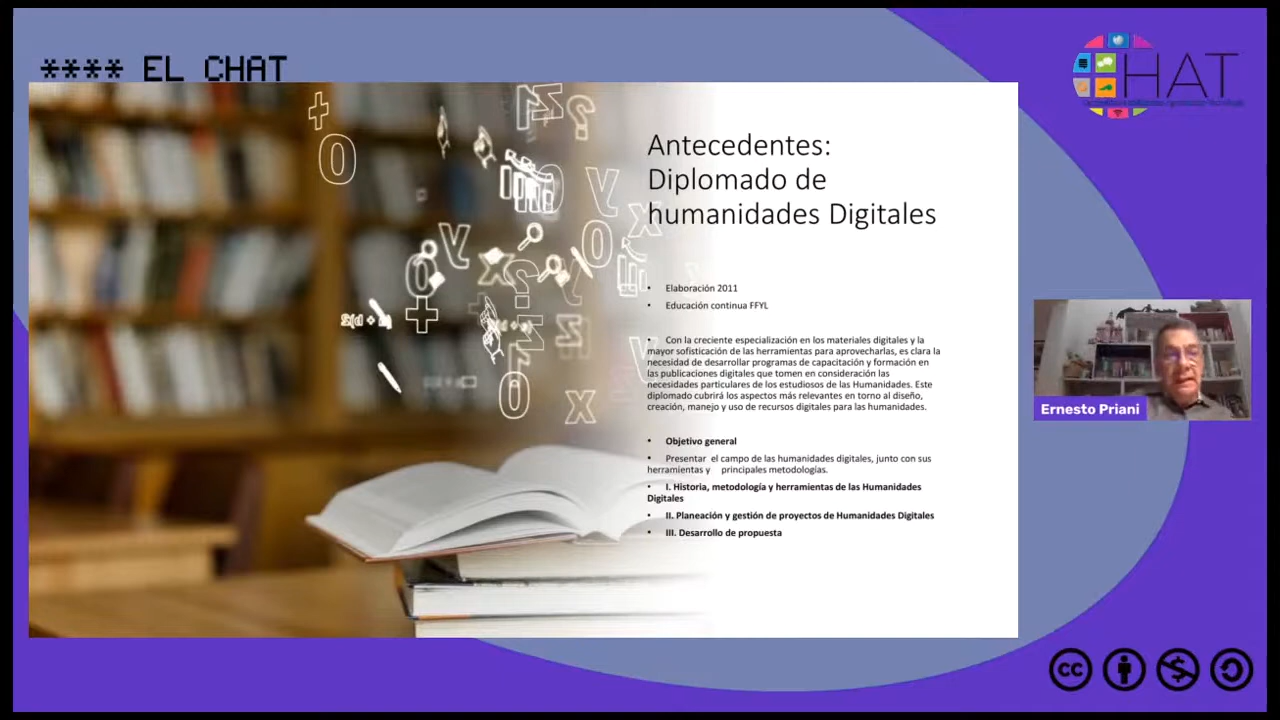 **** EL CHAT
HAT
Antecedentes:
Diplomado de
humanidades Digitales
• Elaboración 2011
• Educación continua FFYL
• Con la creciente especialización en los materiales digitales y la
mayor sofisticación de las herramientas para aprovecharlas, es clara la
necesidad de desarrollar programas de capacitación y formación en
las publicaciones digitales que tomen en consideración las
necesidades particulares de los estudiosos de las Humanidades. Este
diplomado cubrirá los aspectos más relevantes en torno al diseño,
creación, manejo y uso de recursos digitales para las humanidades.
• Objetivo general
• Presentar el campo de las humanidades digitales, junto con sus
herramientas y principales metodologías.
• I. Historia, metodología y herramientas de las Humanidades
Digitales
• II. Planeación y gestión de proyectos de Humanidades Digitales
• III. Desarrollo de propuesta
Ernesto Priani
cc